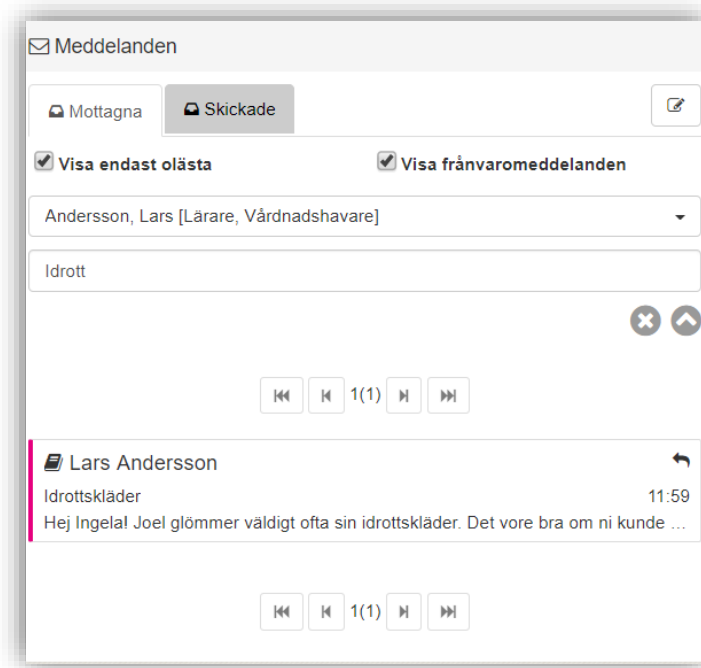 Meddelanden
Mottagna Skickade
Visa endast olästa Visa frånvaromeddelanden
Andersson, Lars [Lärare, Vårdnadshavare]
Idrott
1(1)
Lars Andersson
Idrottskläder 11:59
Hej Ingela! Joel glömmer väldigt ofta sin idrottskläder. Det vore bra om ni kunde ...
1(1)